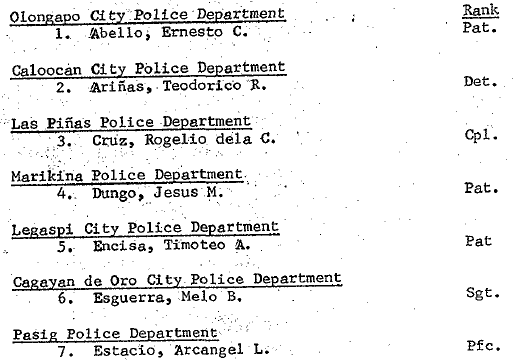 Olongapo City Police Department Rank
1. Abello, Ernesto C. Pat.
Caloocan City Police Department
2. Ariñas, Teodorico R. Det.
Las Piñas Police Department
3. Cruz, Rogelio dela C. Cpl.
Marikina Police Department
4. Dungo, Jesus M. Pat.
Legaspi City Police Department
5. Encisa, Timoteo A. Pat
Cagayan de Oro City Police Department
6. Esguerra, Melo B. Sgt.
Pasig Police Department
7. Estacio, Arcangel L. Pfc.